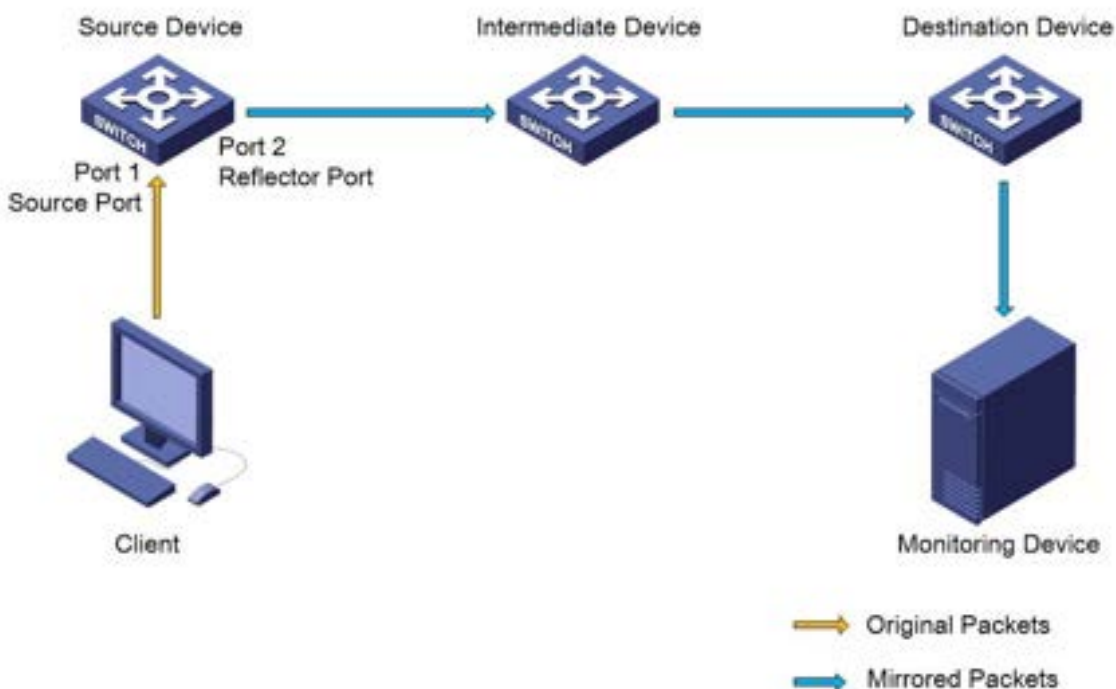 Source Device
Intermediate Device
Destination Device
SWITCH
SWITCH
SWITCH
Port 2
Reflector Port
Port 1
Source Port
Client
Monitoring Device
Original Packets
Mirrored Packets